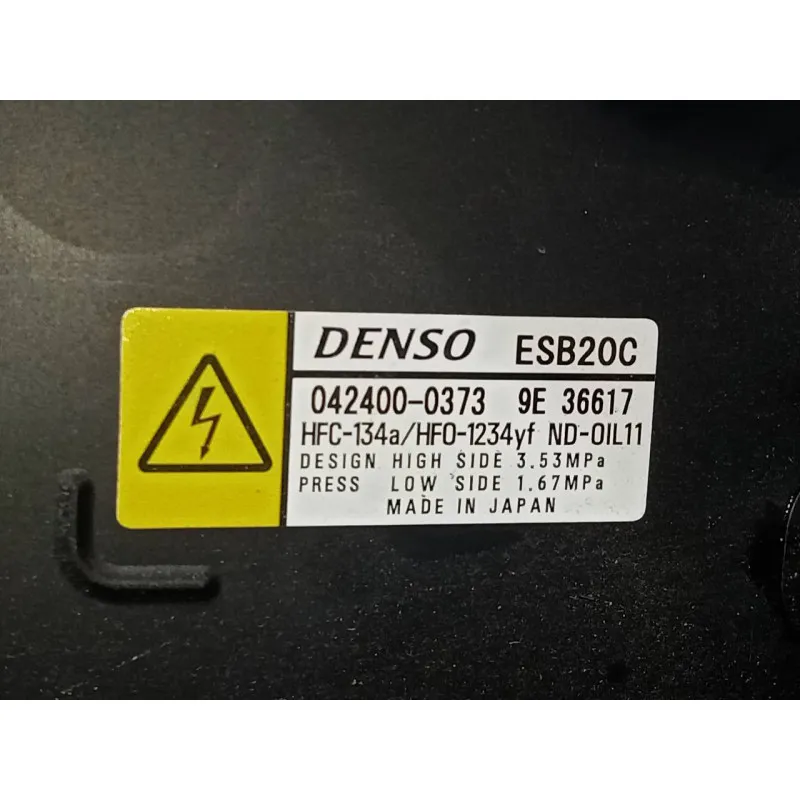 DENSO ESB20C
042400-0373 9E 36617
HFC-134a/HFO-1234yf ND-OIL11
DESIGN HIGH SIDE 3.53MPa
PRESS LOW SIDE 1.67MPa
MADE IN JAPAN